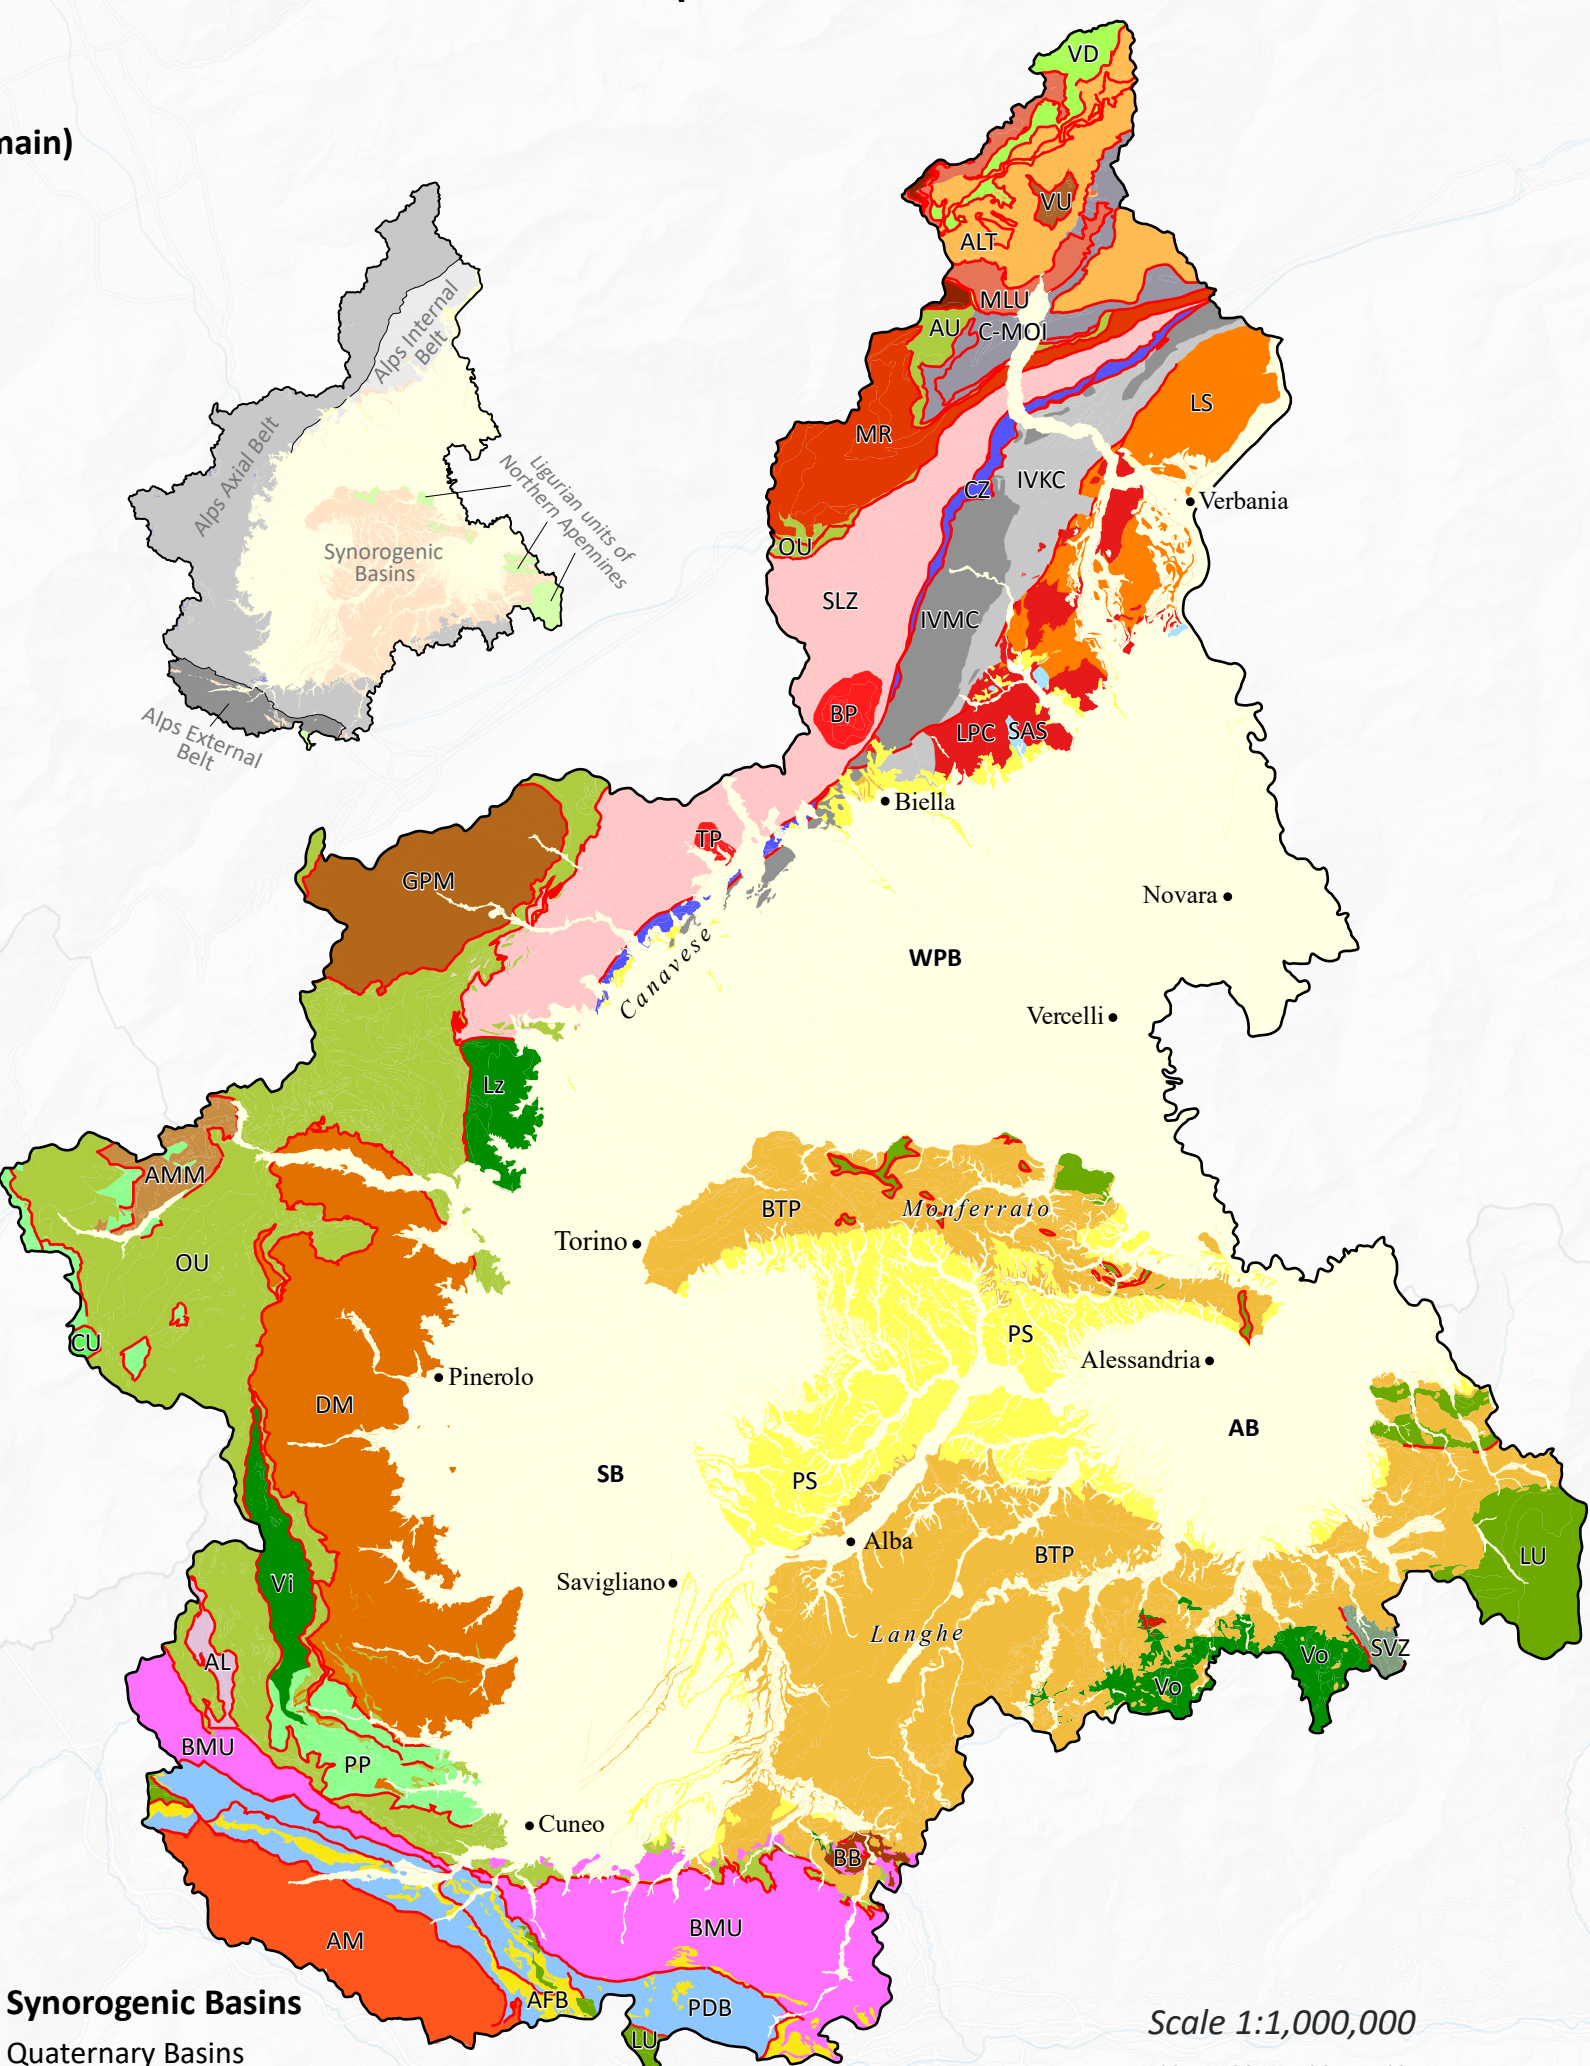 main)
VD
VU
ALT
MLU
AU
C-MOI
LS
MR
IVKC
CZ
Verbania
OU
SLZ
IVMC
BP
LPC
SAS
Alps Internal
Belt
Alps Axial Belt
Ligurian units of
Northern Apennines
Synorogenic
Basins
Alps External
Belt
Biella
TP
GPM
Novara
Canavese
WPB
Vercelli
Lz
AMM
BTP
Monferrato
Torino
OU
CU
PS
Alessandria
Pinerolo
DM
AB
SB
PS
Alba
BTP
LU
Savigliano
Vi
Langhe
AL
Vo
SVZ
Vo
BMU
PP
Cuneo
BB
BMU
AM
AFB
PDB
LU
Synorogenic Basins
Quaternary Basins
Scale 1:1,000,000